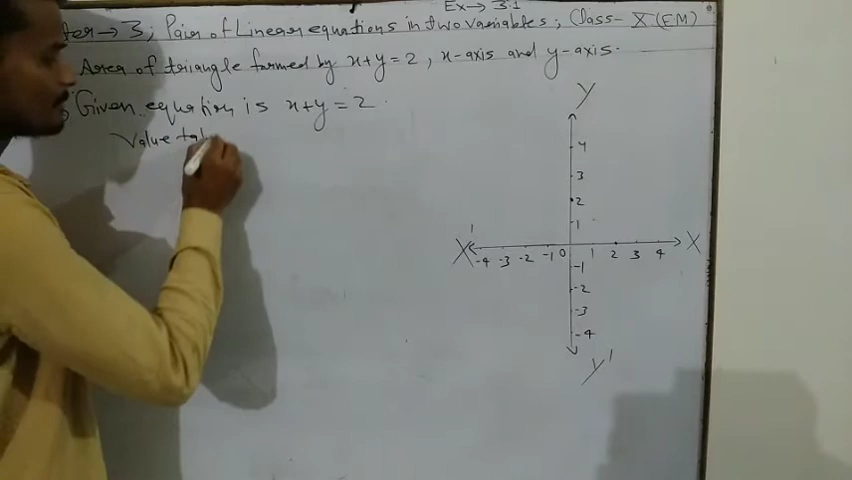 Ex → 3.1
ter → 3; Pair of Linear equations in two variables; Class- X (EM)
Area of triangle formed by x+y=2, x-axis and y-axis.
Given equation is x+y=2
Value tabl
Y
4
3
2
1
X' -4 -3 -2 -1 0 1 2 3 4 X
-1
-2
-3
-4
Y'